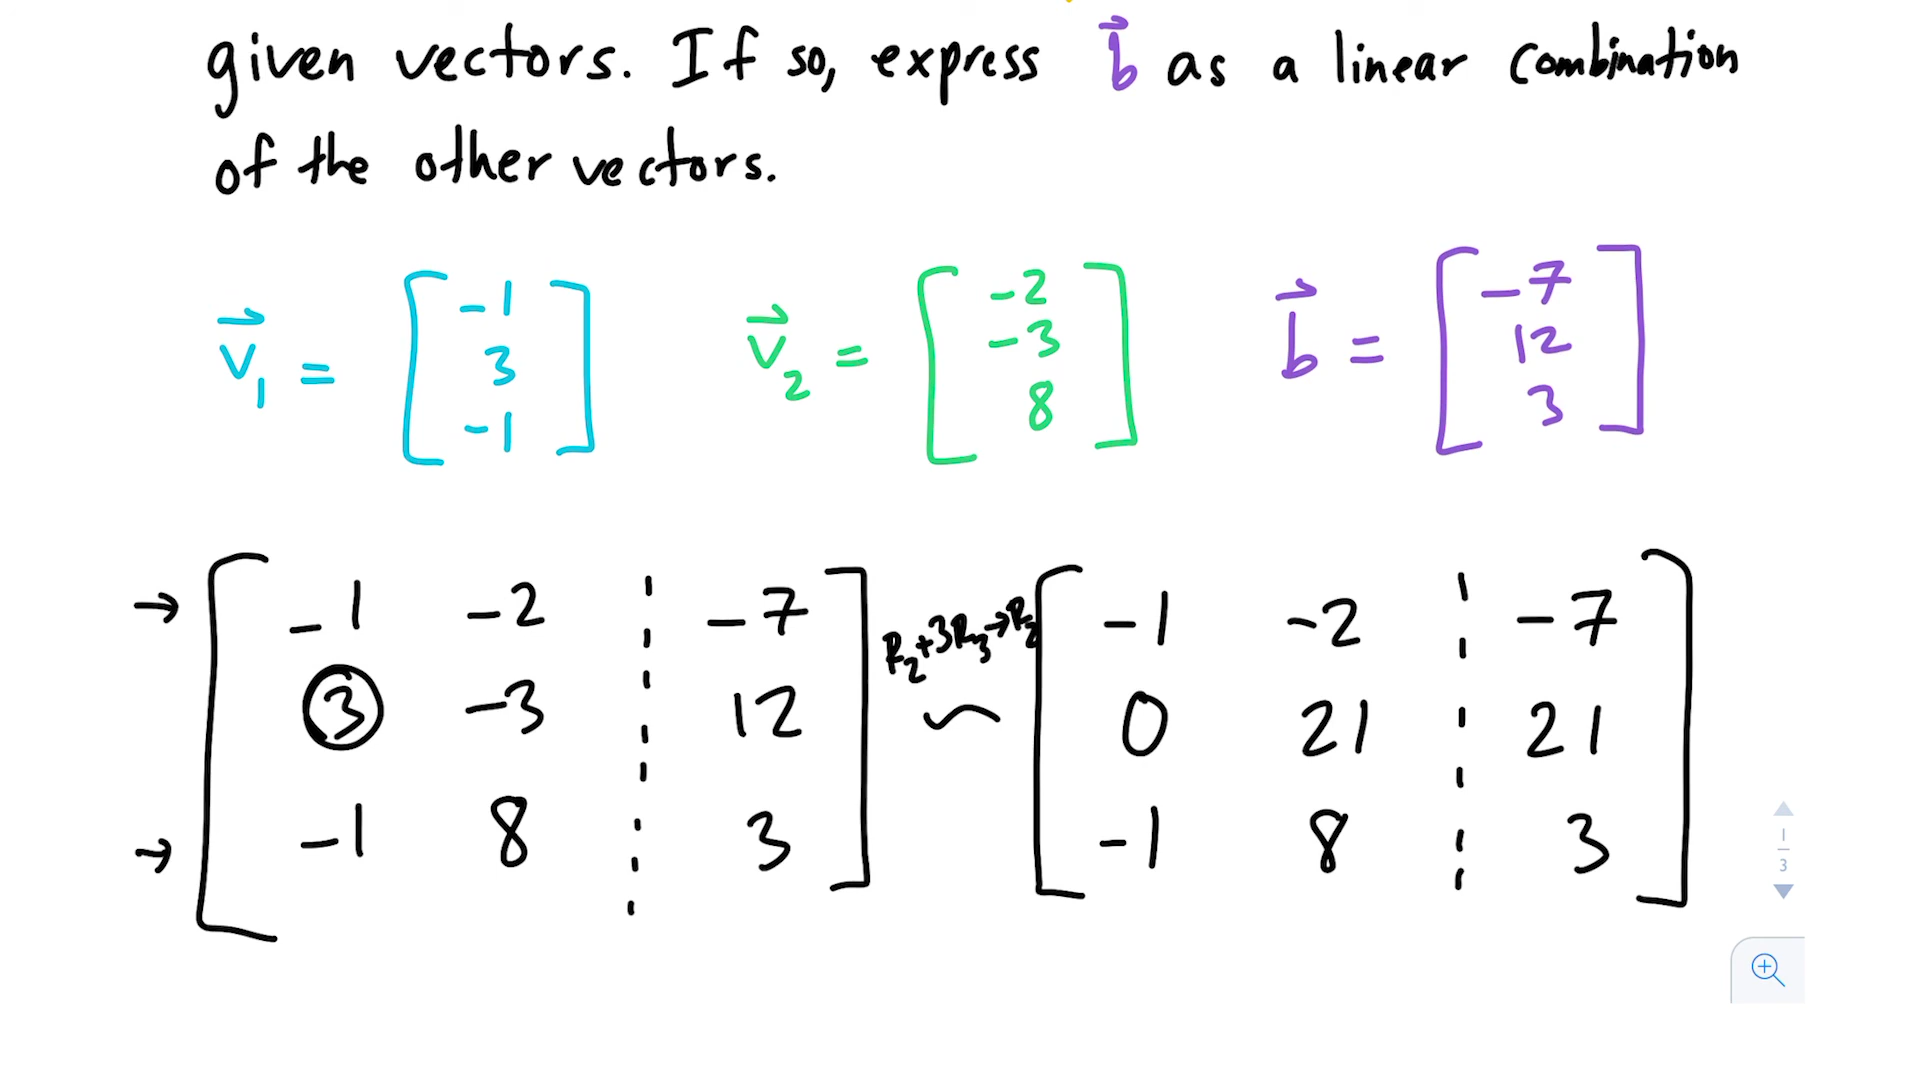 given vectors. If so, express b⃗ as a linear combination
of the other vectors.
v⃗₁ = [-1 3 -1] v⃗₂ = [-2 -3 8] b⃗ = [-7 12 3]
R₂+3R₃→R₂
→ [-1 -2 ¦ -7] ~ [-1 -2 ¦ -7]
[3 -3 ¦ 12] [0 21 ¦ 21]
→ [-1 8 ¦ 3] [-1 8 ¦ 3]
1
3